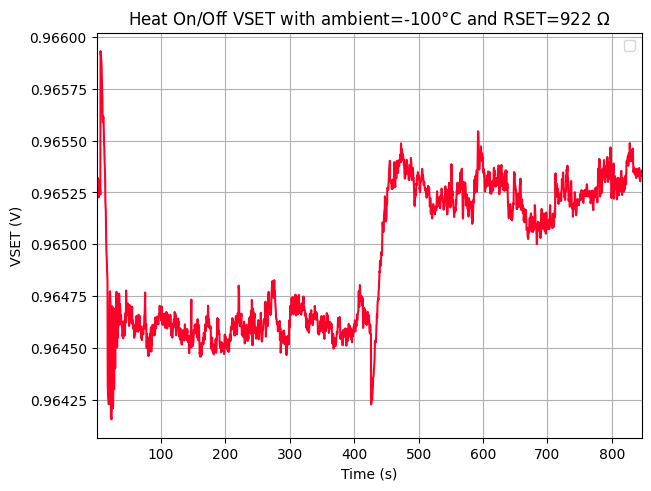 Heat On/Off VSET with ambient=-100°C and RSET=922 Ω
0.96600
0.96575
0.96550
0.96525
0.96500
0.96475
0.96450
0.96425
VSET (V)
100 200 300 400 500 600 700 800
Time (s)